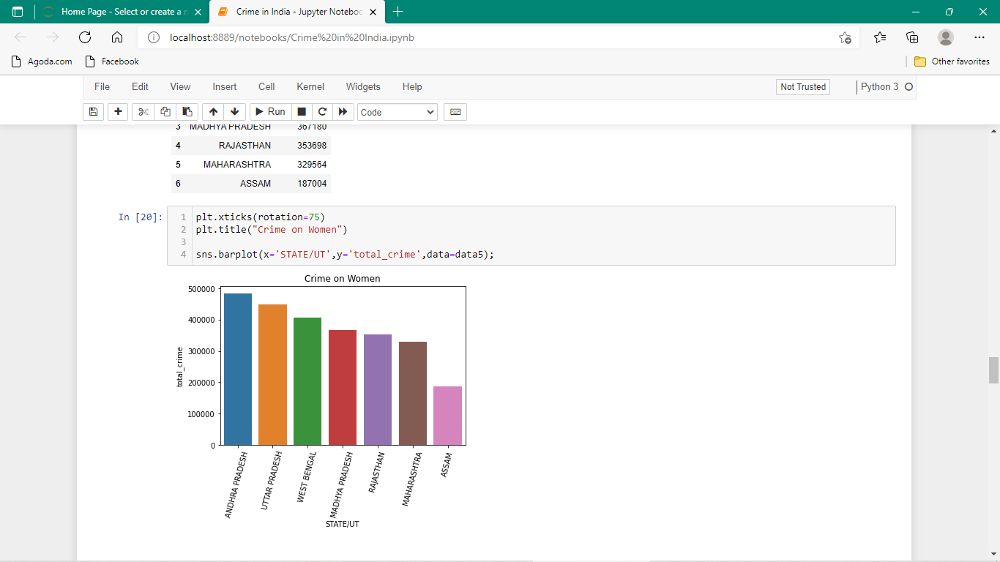 Home Page - Select or create a n
Crime in India - Jupyter Noteboo
localhost:8889/notebooks/Crime%20in%20India.ipynb
Agoda.com
Facebook
Other favorites
File Edit View Insert Cell Kernel Widgets Help
Not Trusted
Python 3
Run
Code
3 MADHYA PRADESH 367180
4 RAJASTHAN 353698
5 MAHARASHTRA 329564
6 ASSAM 187004
In [20]:
1 plt.xticks(rotation=75)
2 plt.title("Crime on Women")
3
4 sns.barplot(x='STATE/UT',y='total_crime',data=data5);
Crime on Women
500000
400000
300000
200000
100000
0
total_crime
ANDHRA PRADESH
UTTAR PRADESH
WEST BENGAL
MADHYA PRADESH
RAJASTHAN
MAHARASHTRA
ASSAM
STATE/UT